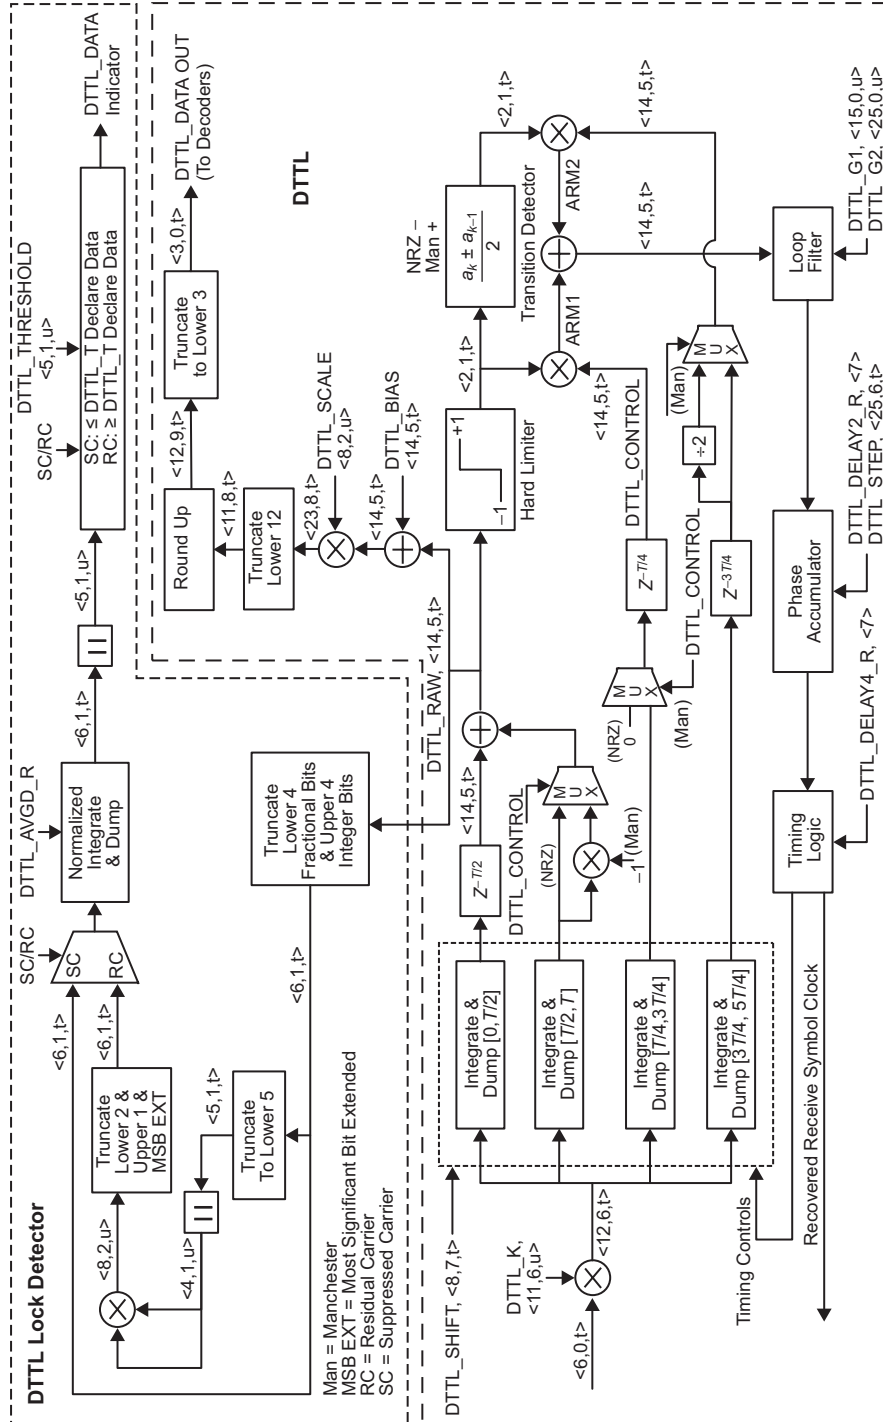 DTTL Lock Detector
SC/RC
DTTL_AVGD_R
SC/RC
DTTL_THRESHOLD
<5,1,u>
<8,2,u>
Truncate
Lower 2 &
Upper 1 &
MSB EXT
<6,1,t>
<6,1,t>
SC
RC
Normalized
Integrate
& Dump
<6,1,t>
||
<5,1,u>
SC: ≤ DTTL_T Declare Data
RC: ≥ DTTL_T Declare Data
DTTL_DATA
Indicator
<4,1,u>
||
<5,1,t>
Truncate
To Lower 5
<6,1,t>
Truncate
Lower 4
Fractional Bits
& Upper 4
Integer Bits
Man = Manchester
MSB EXT = Most Significant Bit Extended
RC = Residual Carrier
SC = Suppressed Carrier
DTTL
Round Up
<12,9,t>
Truncate
to Lower 3
<3,0,t>
DTTL_DATA OUT
(To Decoders)
<11,8,t>
Truncate
Lower 12
<23,8,t>
DTTL_SCALE
<8,2,u>
<14,5,t>
DTTL_BIAS
<14,5,t>
DTTL_RAW, <14,5,t>
DTTL_SHIFT, <8,7,t>
DTTL_K,
<11,6,u>
<6,0,t>
<12,6,t>
Integrate &
Dump [0,T/2]
Integrate &
Dump [T/2,T]
Integrate &
Dump [T/4,3T/4]
Integrate &
Dump [3T/4, 5T/4]
Z–T/2
<14,5,t>
DTTL_CONTROL
(NRZ)
–1 (Man)
M
U
X
–1
+1
Hard Limiter
<2,1,t>
NRZ –
Man +
ak ± ak–1
2
Transition Detector
<2,1,t>
ARM1
ARM2
<14,5,t>
<14,5,t>
<14,5,t>
(NRZ)
0
M
U
X
(Man)
DTTL_CONTROL
Z–T/4
DTTL_CONTROL
Z–3T/4
÷2
(Man)
M
U
X
Timing Controls
Recovered Receive Symbol Clock
Timing
Logic
DTTL_DELAY4_R, <7>
Phase
Accumulator
DTTL_DELAY2_R, <7>
DTTL_STEP, <25,6,t>
Loop
Filter
DTTL_G1, <15,0,u>
DTTL_G2, <25,0,u>